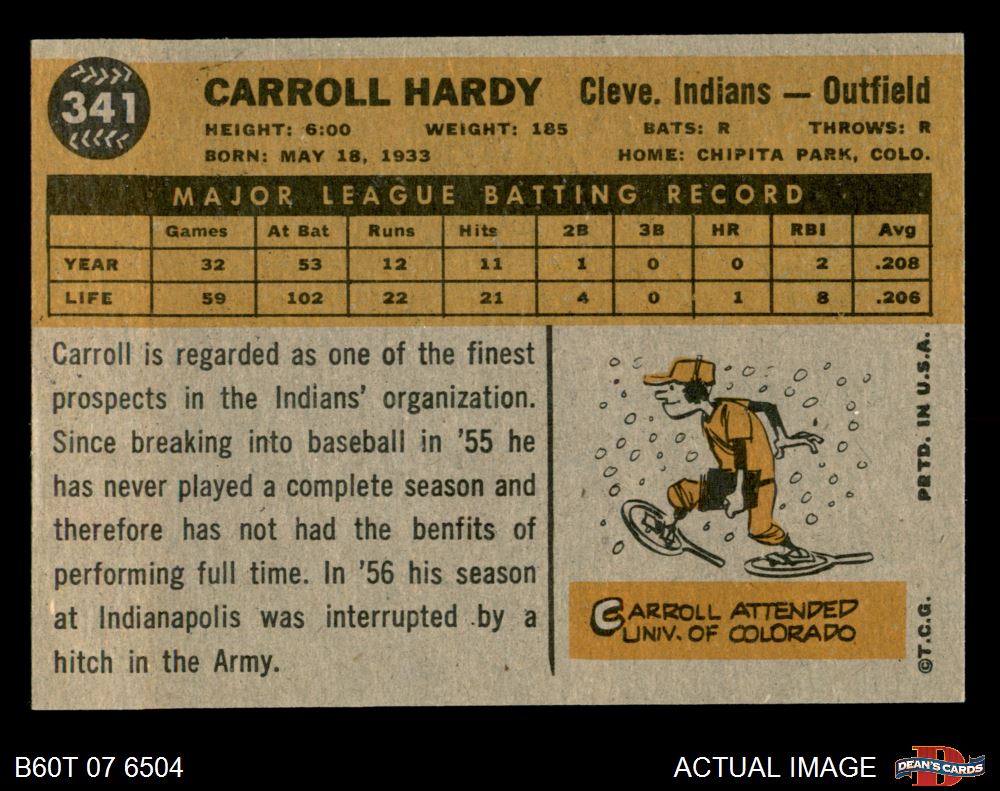 341
CARROLL HARDY Cleve. Indians — Outfield
HEIGHT: 6:00 WEIGHT: 185 BATS: R THROWS: R
BORN: MAY 18, 1933 HOME: CHIPITA PARK, COLO.
MAJOR LEAGUE BATTING RECORD
Games At Bat Runs Hits 2B 3B HR RBI Avg
YEAR 32 53 12 11 1 0 0 2 .208
LIFE 59 102 22 21 4 0 1 8 .206
Carroll is regarded as one of the finest
prospects in the Indians' organization.
Since breaking into baseball in '55 he
has never played a complete season and
therefore has not had the benfits of
performing full time. In '56 his season
at Indianapolis was interrupted by a
hitch in the Army.
CARROLL ATTENDED
UNIV. OF COLORADO
©T.C.G. PRTD. IN U.S.A.
B60T 07 6504
ACTUAL IMAGE
DEAN'S CARDS